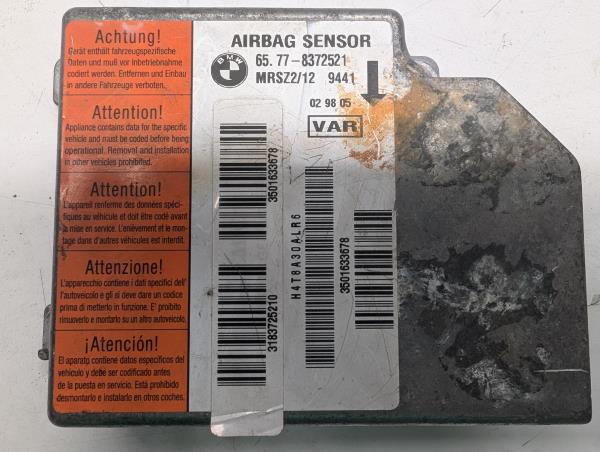 Achtung!
Gerät enthält fahrzeugspezifische
Daten und muß vor Inbetriebnahme
codiert werden. Entfernen und Einbau
in andere Fahrzeuge verboten.
Attention!
Appliance contains data for the specific
vehicle and must be coded before being
operational. Removal and installation
in other vehicles prohibited.
Attention!
L'appareil renferme des données spéci-
fiques au véhicule et doit être codé avant
la mise en service. L'enlèvement et le mon-
tage dans d'autres véhicules est interdit.
Attenzione!
L'apparecchio contiene i dati specifici dell'
l'autoveicolo e gli si deve dare un codice
prima di metterlo in funzione. E' proibito
rimuoverlo e montarlo su un altro autoveicolo.
¡Atención!
El aparato contiene datos específicos del
vehículo y debe ser codificado antes
de la puesta en servicio. Está prohibido
desmontarlo e instalarlo en otros coches.
AIRBAG SENSOR
BMW
65.77-8372521
MRSZ2/12 9441
02 98 05
VAR
3501633678
3183725210
H4T8A30ALR6
3501633678